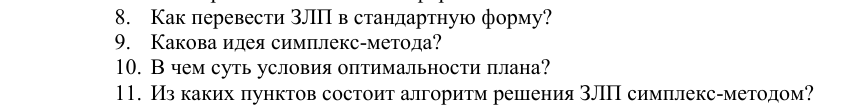 8. Как перевести ЗЛП в стандартную форму?
9. Какова идея симплекс-метода?
10. В чем суть условия оптимальности плана?
11. Из каких пунктов состоит алгоритм решения ЗЛП симплекс-методом?